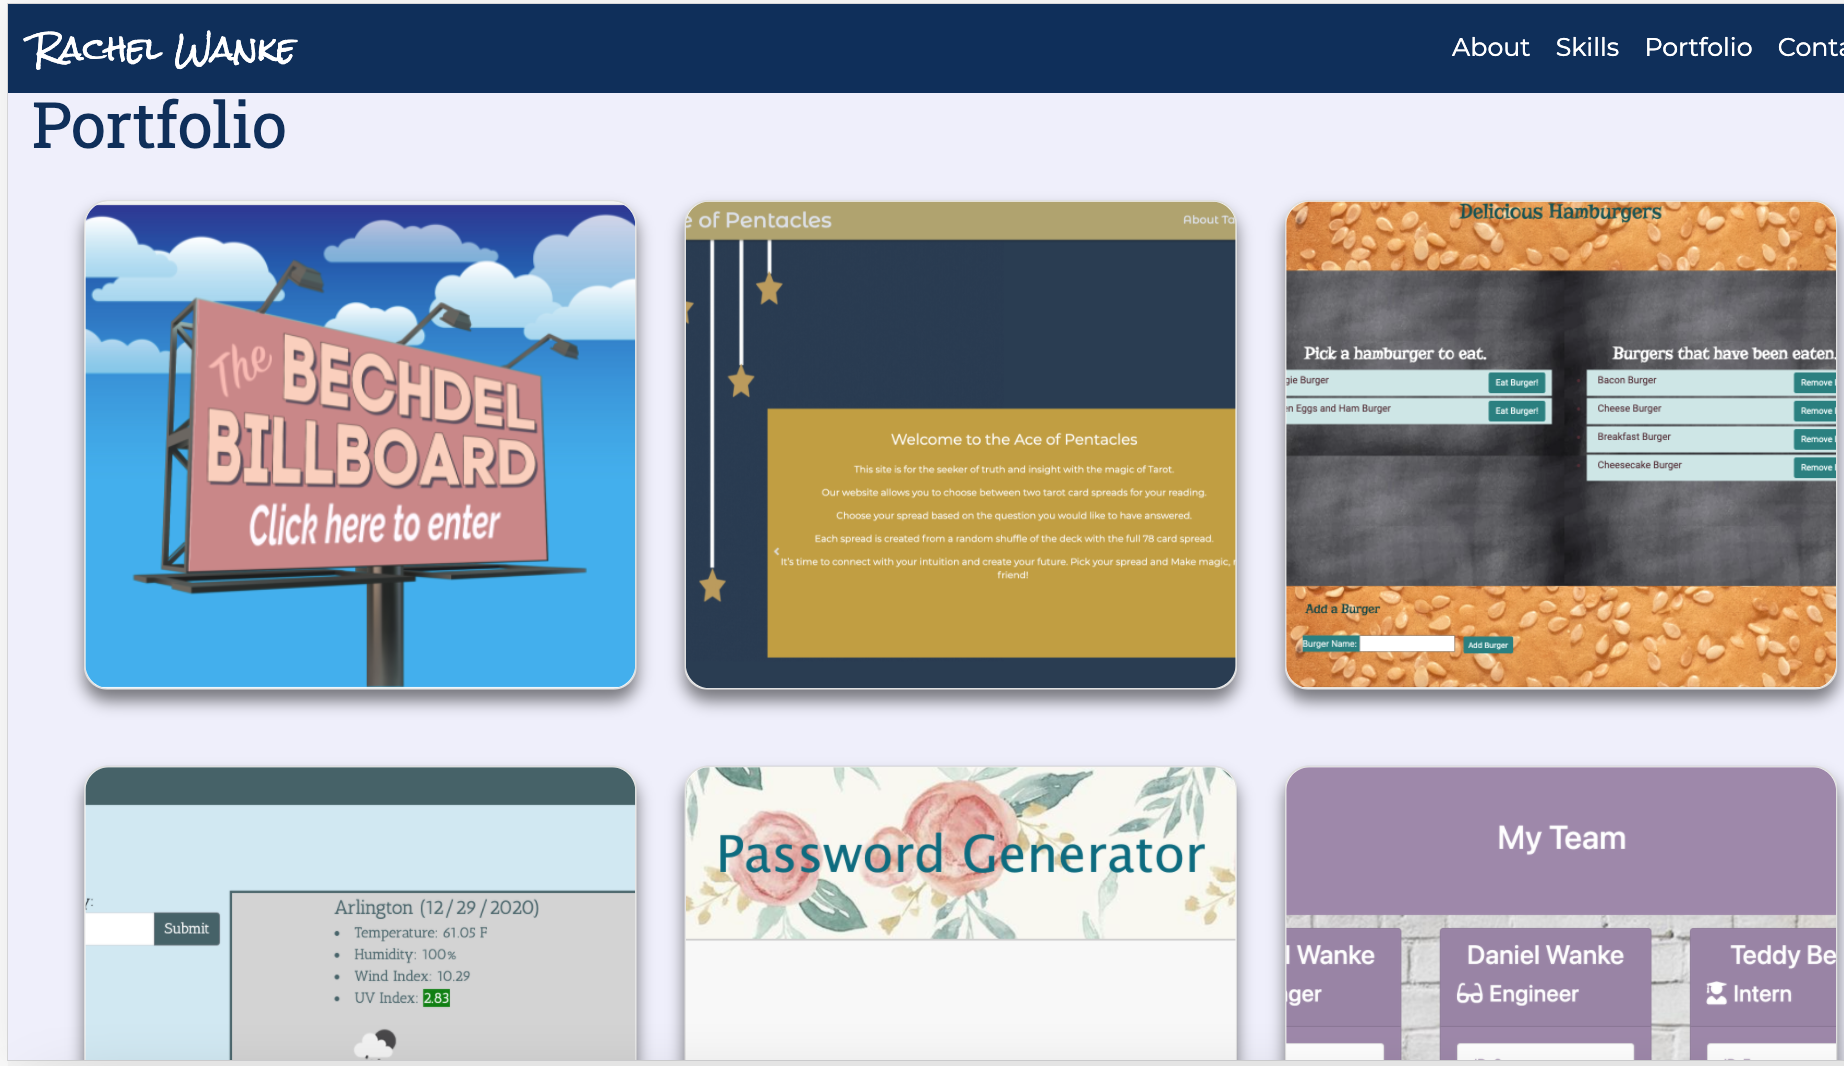 Rachel Wanke
About Skills Portfolio Conta
Portfolio
The
BECHDEL
BILLBOARD
Click here to enter
e of Pentacles
About Ta
Welcome to the Ace of Pentacles
This site is for the seeker of truth and insight with the magic of Tarot.
Our website allows you to choose between two tarot card spreads for your reading.
Choose your spread based on the question you would like to have answered.
Each spread is created from a random shuffle of the deck with the full 78 card spread.
It's time to connect with your intuition and create your future. Pick your spread and Make magic,
friend!
Delicious Hamburgers
Pick a hamburger to eat.
gie Burger Eat Burger!
n Eggs and Ham Burger Eat Burger!
Burgers that have been eaten.
Bacon Burger Remove
Cheese Burger Remove
Breakfast Burger Remove
Cheesecake Burger Remove
Add a Burger
Burger Name: Add Burger
y:
Submit
Arlington (12/29/2020)
Temperature: 61.05 F
Humidity: 100%
Wind Index: 10.29
UV Index: 2.83
Password Generator
My Team
l Wanke
ger
Daniel Wanke
Engineer
Teddy Be
Intern